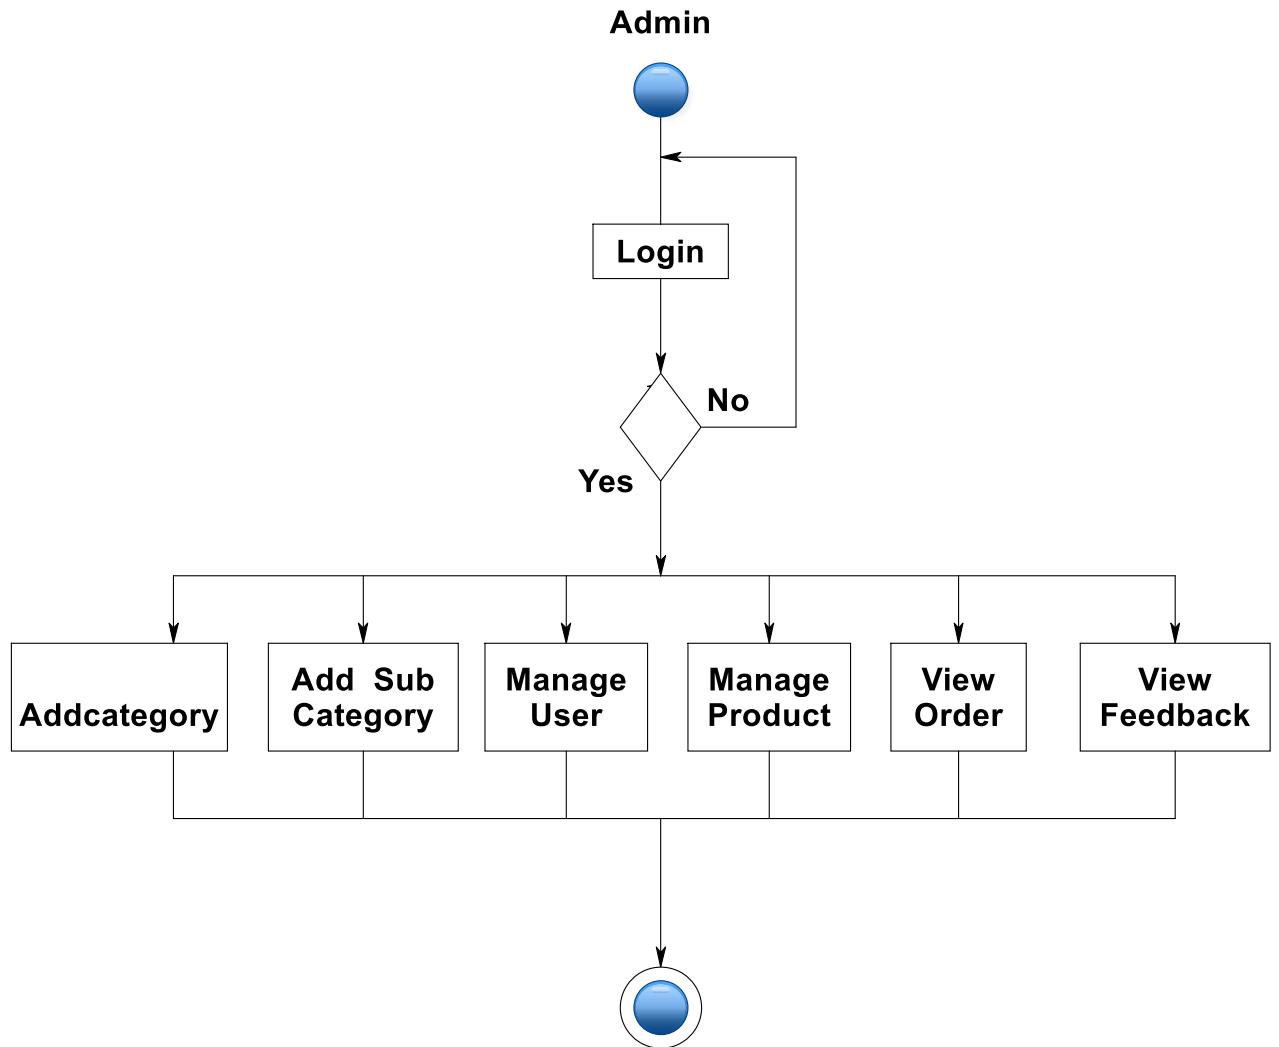 Admin
Login
No
Yes
Addcategory
Add Sub
Category
Manage
User
Manage
Product
View
Order
View
Feedback